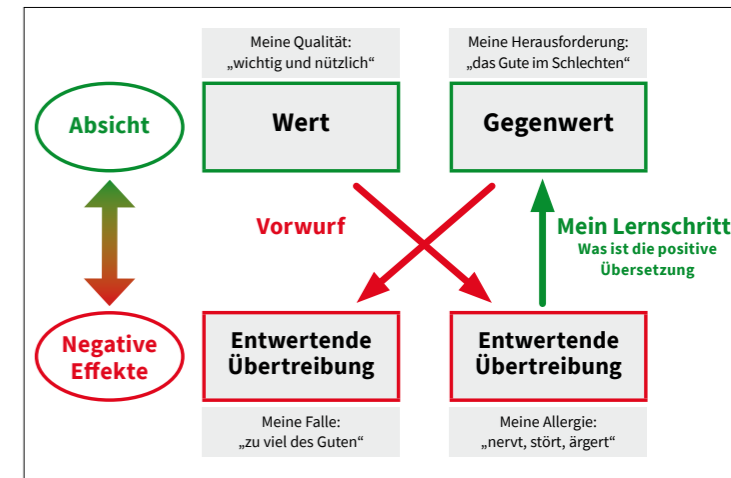 Meine Qualität:
„wichtig und nützlich“
Meine Herausforderung:
„das Gute im Schlechten“
Absicht
Wert
Gegenwert
Vorwurf
Mein Lernschritt
Was ist die positive
Übersetzung
Negative
Effekte
Entwertende
Übertreibung
Entwertende
Übertreibung
Meine Falle:
„zu viel des Guten“
Meine Allergie:
„nervt, stört, ärgert“